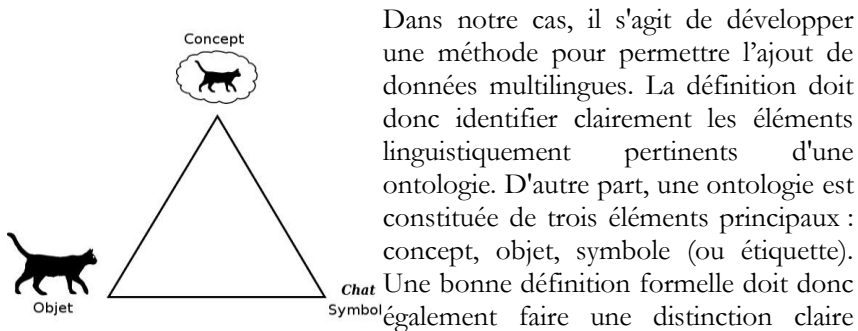 Concept
Objet
Chat
Symbol
Dans notre cas, il s'agit de développer
une méthode pour permettre l’ajout de
données multilingues. La définition doit
donc identifier clairement les éléments
linguistiquement pertinents d'une
ontologie. D'autre part, une ontologie est
constituée de trois éléments principaux :
concept, objet, symbole (ou étiquette).
Une bonne définition formelle doit donc
également faire une distinction claire